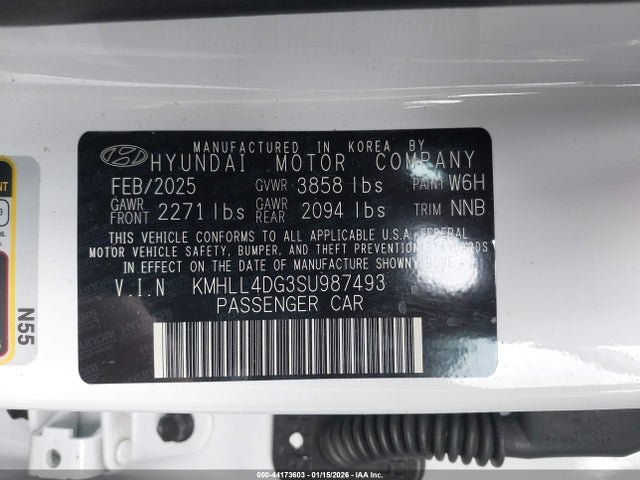 MANUFACTURED IN KOREA BY
HYUNDAI MOTOR COMPANY
FEB/2025 GVWR 3858 lbs PAINT W6H
GAWR FRONT 2271 lbs GAWR REAR 2094 lbs TRIM NNB
THIS VEHICLE CONFORMS TO ALL APPLICABLE U.S.A. FEDERAL
MOTOR VEHICLE SAFETY, BUMPER, AND THEFT PREVENTION STANDARDS
IN EFFECT ON THE DATE OF MANUFACTURE SHOWN ABOVE.
V.I.N KMHLL4DG3SU987493
PASSENGER CAR
N55
000-44173603 - 01/15/2026 - IAA Inc.